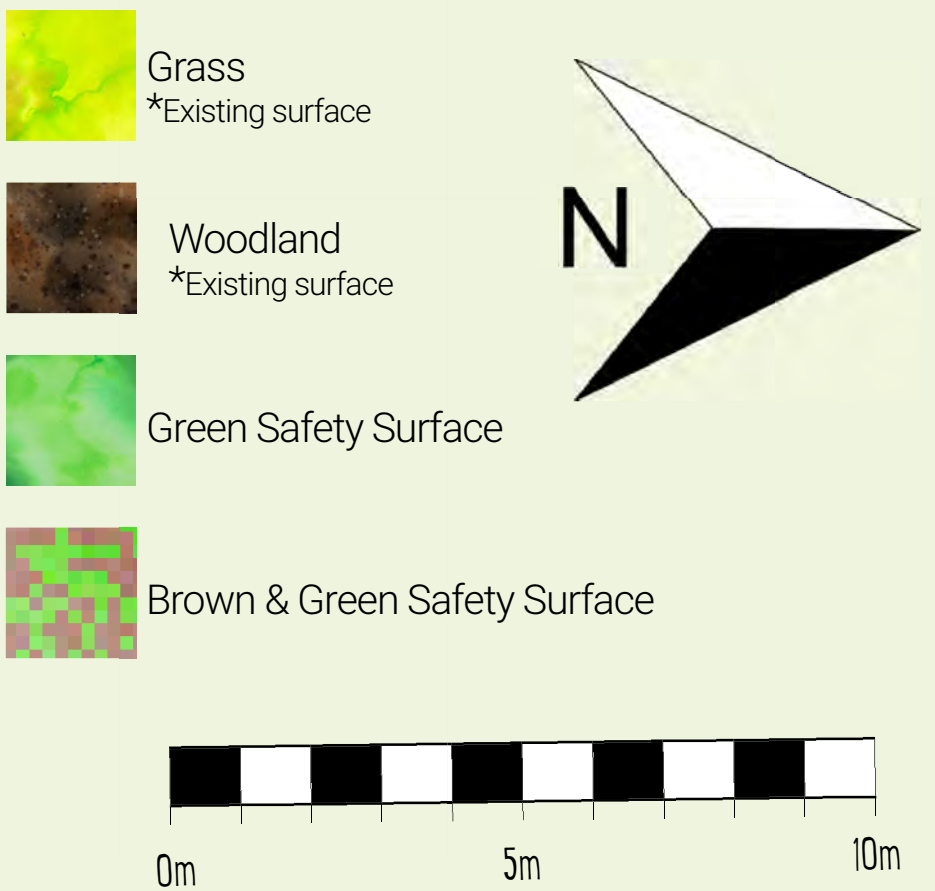 Grass
*Existing surface
N
Woodland
*Existing surface
Green Safety Surface
Brown & Green Safety Surface
0m 5m 10m